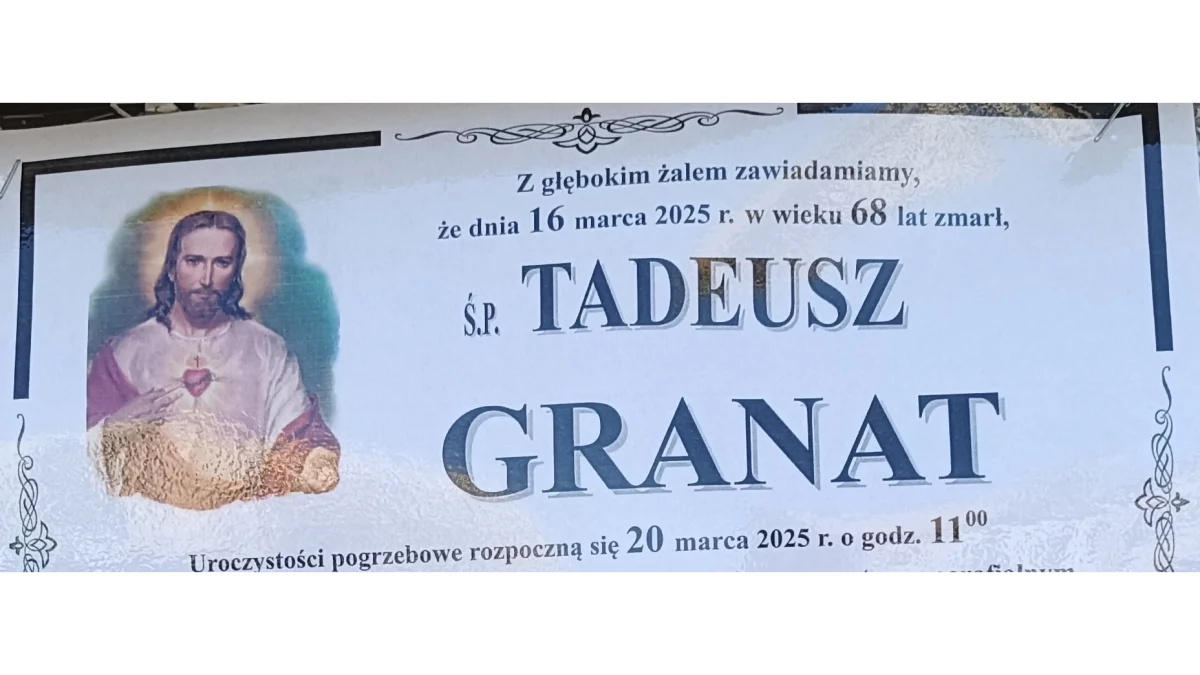 Z głębokim żalem zawiadamiamy,
że dnia 16 marca 2025 r. w wieku 68 lat zmarł,
Ś.P. TADEUSZ
GRANAT
Uroczystości pogrzebowe rozpoczną się 20 marca 2025 r. o godz. 11⁰⁰